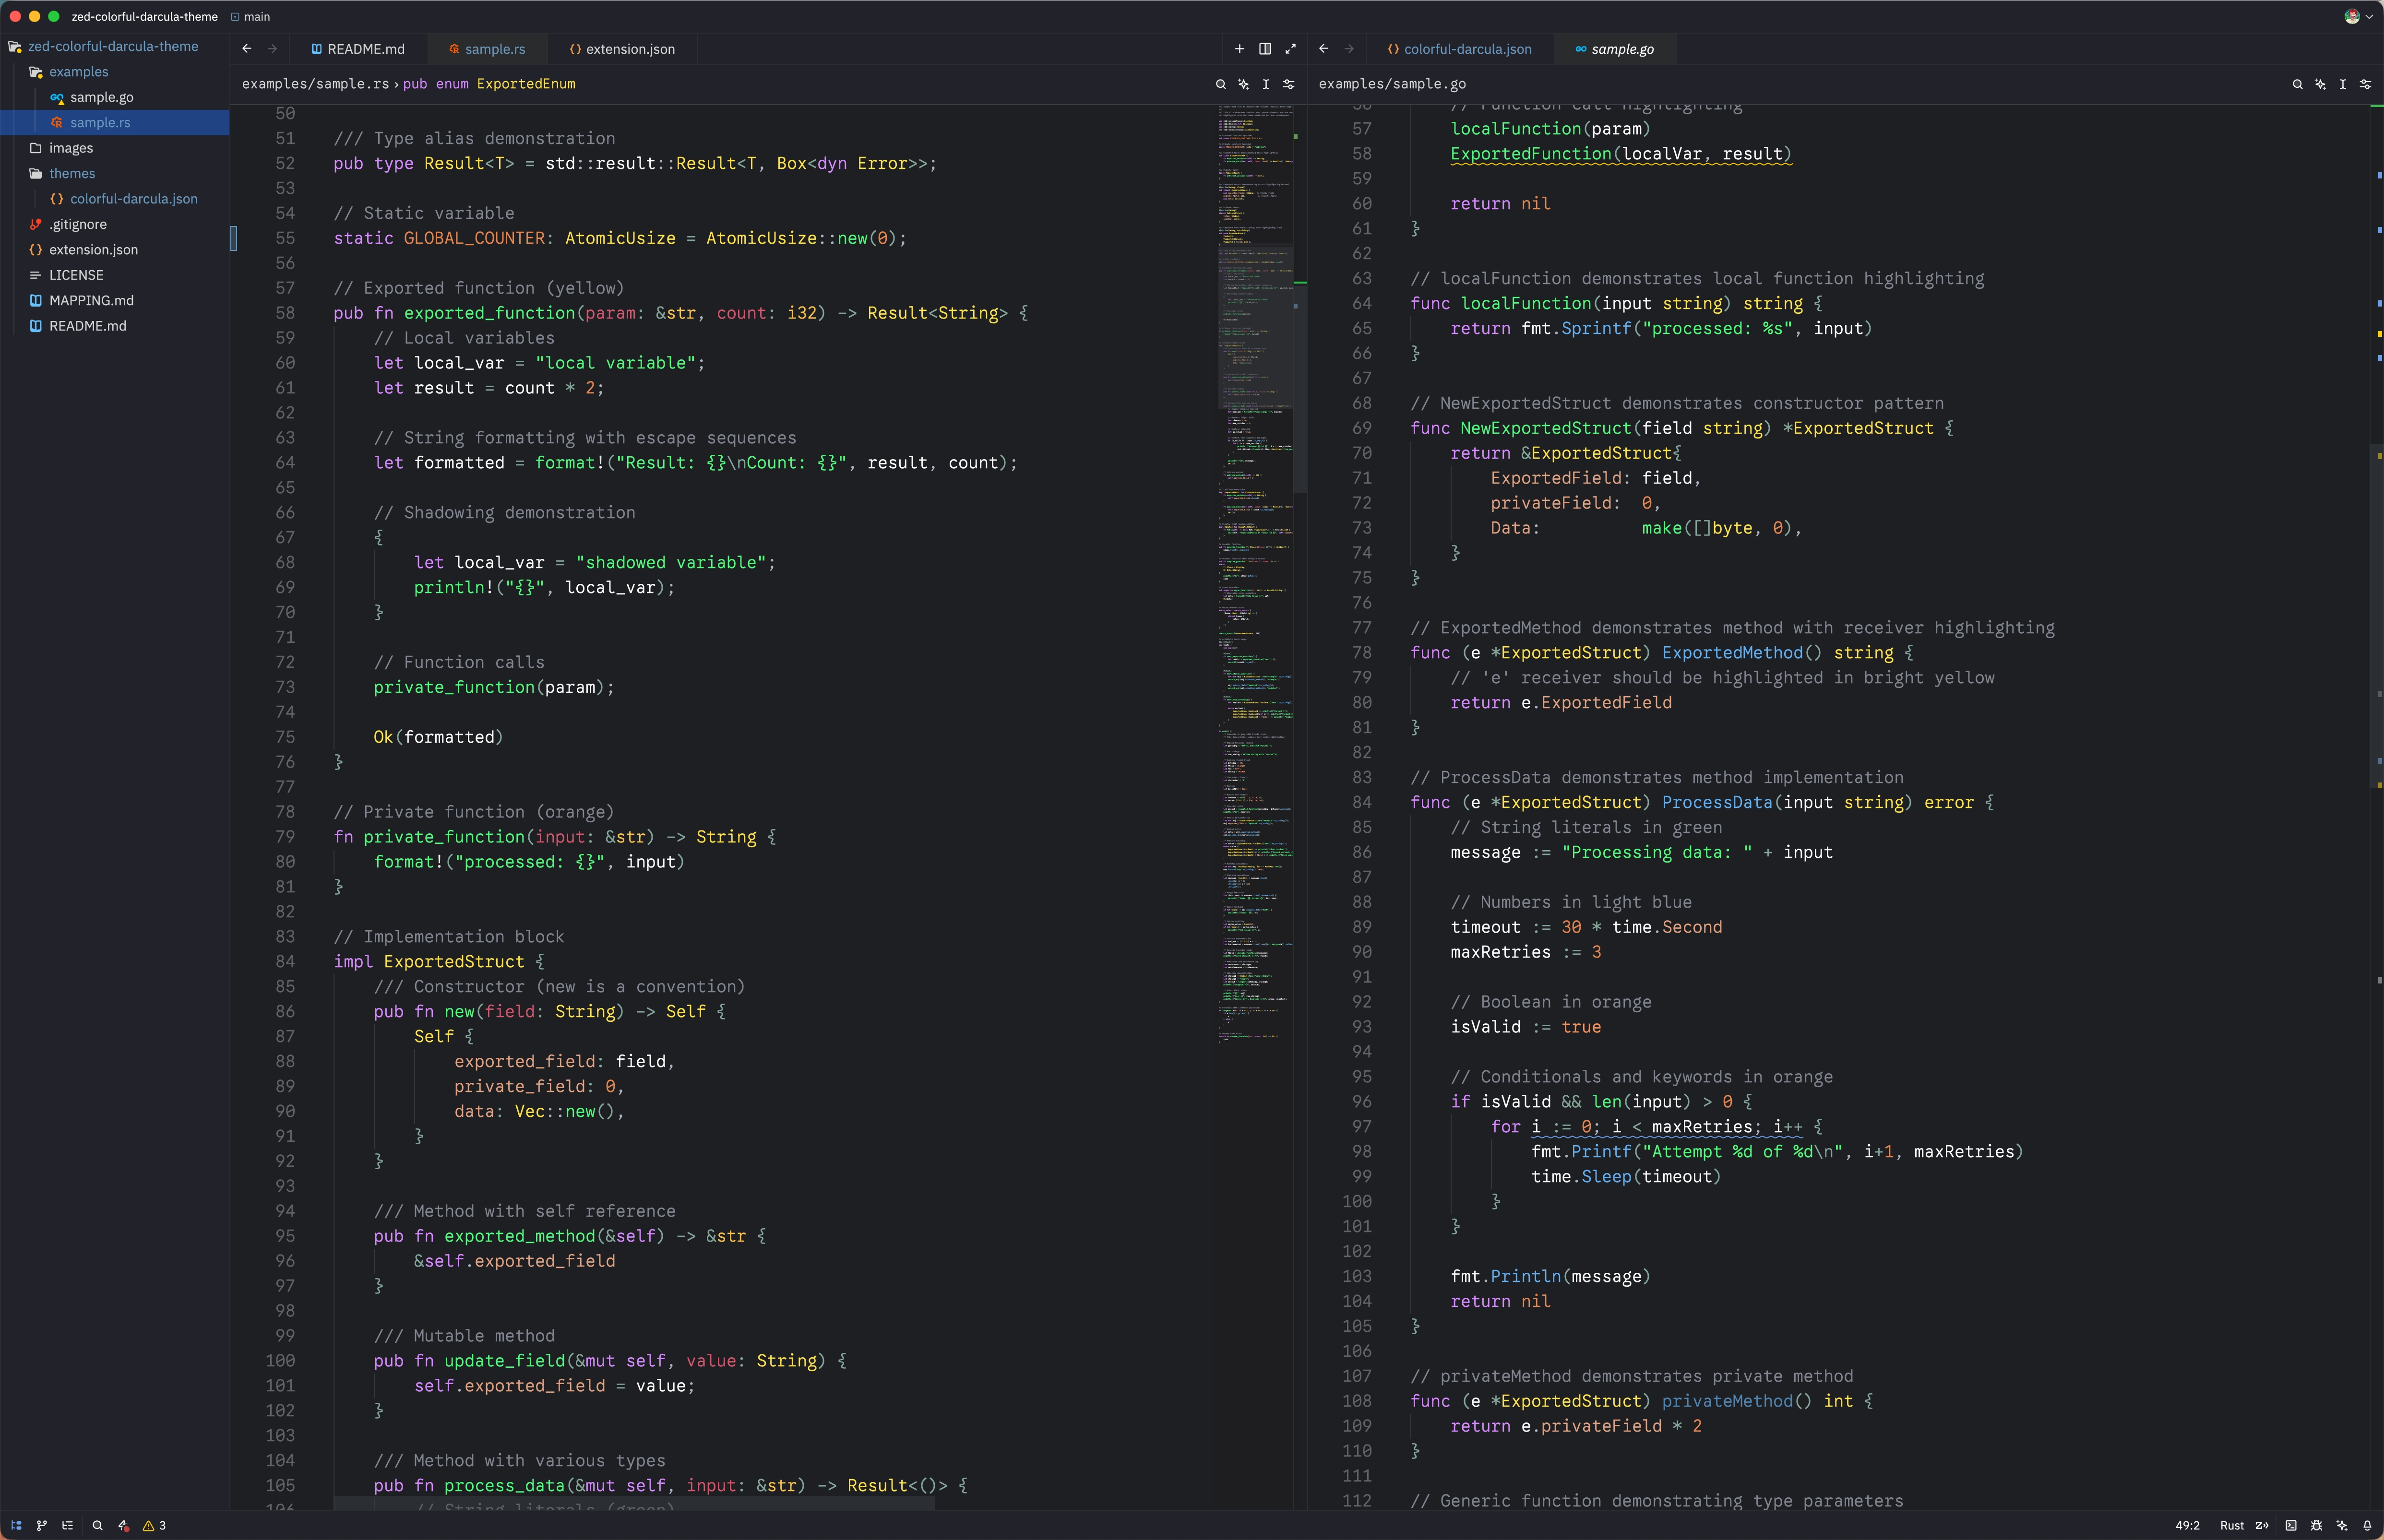 zed-colorful-darcula-theme main
zed-colorful-darcula-theme
examples
sample.go
sample.rs
images
themes
colorful-darcula.json
.gitignore
extension.json
LICENSE
MAPPING.md
README.md
README.md sample.rs extension.json
examples/sample.rs › pub enum ExportedEnum
50
51 /// Type alias demonstration
52 pub type Result<T> = std::result::Result<T, Box<dyn Error>>;
53
54 // Static variable
55 static GLOBAL_COUNTER: AtomicUsize = AtomicUsize::new(0);
56
57 // Exported function (yellow)
58 pub fn exported_function(param: &str, count: i32) -> Result<String> {
59 // Local variables
60 let local_var = "local variable";
61 let result = count * 2;
62
63 // String formatting with escape sequences
64 let formatted = format!("Result: {}\nCount: {}", result, count);
65
66 // Shadowing demonstration
67 {
68 let local_var = "shadowed variable";
69 println!("{}", local_var);
70 }
71
72 // Function calls
73 private_function(param);
74
75 Ok(formatted)
76 }
77
78 // Private function (orange)
79 fn private_function(input: &str) -> String {
80 format!("processed: {}", input)
81 }
82
83 // Implementation block
84 impl ExportedStruct {
85 /// Constructor (new is a convention)
86 pub fn new(field: String) -> Self {
87 Self {
88 exported_field: field,
89 private_field: 0,
90 data: Vec::new(),
91 }
92 }
93
94 /// Method with self reference
95 pub fn exported_method(&self) -> &str {
96 &self.exported_field
97 }
98
99 /// Mutable method
100 pub fn update_field(&mut self, value: String) {
101 self.exported_field = value;
102 }
103
104 /// Method with various types
105 pub fn process_data(&mut self, input: &str) -> Result<()> {
106 // String literals (green)
colorful-darcula.json sample.go
examples/sample.go
56 // Function call highlighting
57 localFunction(param)
58 ExportedFunction(localVar, result)
59
60 return nil
61 }
62
63 // localFunction demonstrates local function highlighting
64 func localFunction(input string) string {
65 return fmt.Sprintf("processed: %s", input)
66 }
67
68 // NewExportedStruct demonstrates constructor pattern
69 func NewExportedStruct(field string) *ExportedStruct {
70 return &ExportedStruct{
71 ExportedField: field,
72 privateField: 0,
73 Data: make([]byte, 0),
74 }
75 }
76
77 // ExportedMethod demonstrates method with receiver highlighting
78 func (e *ExportedStruct) ExportedMethod() string {
79 // 'e' receiver should be highlighted in bright yellow
80 return e.ExportedField
81 }
82
83 // ProcessData demonstrates method implementation
84 func (e *ExportedStruct) ProcessData(input string) error {
85 // String literals in green
86 message := "Processing data: " + input
87
88 // Numbers in light blue
89 timeout := 30 * time.Second
90 maxRetries := 3
91
92 // Boolean in orange
93 isValid := true
94
95 // Conditionals and keywords in orange
96 if isValid && len(input) > 0 {
97 for i := 0; i < maxRetries; i++ {
98 fmt.Printf("Attempt %d of %d\n", i+1, maxRetries)
99 time.Sleep(timeout)
100 }
101 }
102
103 fmt.Println(message)
104 return nil
105 }
106
107 // privateMethod demonstrates private method
108 func (e *ExportedStruct) privateMethod() int {
109 return e.privateField * 2
110 }
111
112 // Generic function demonstrating type parameters
3 49:2 Rust